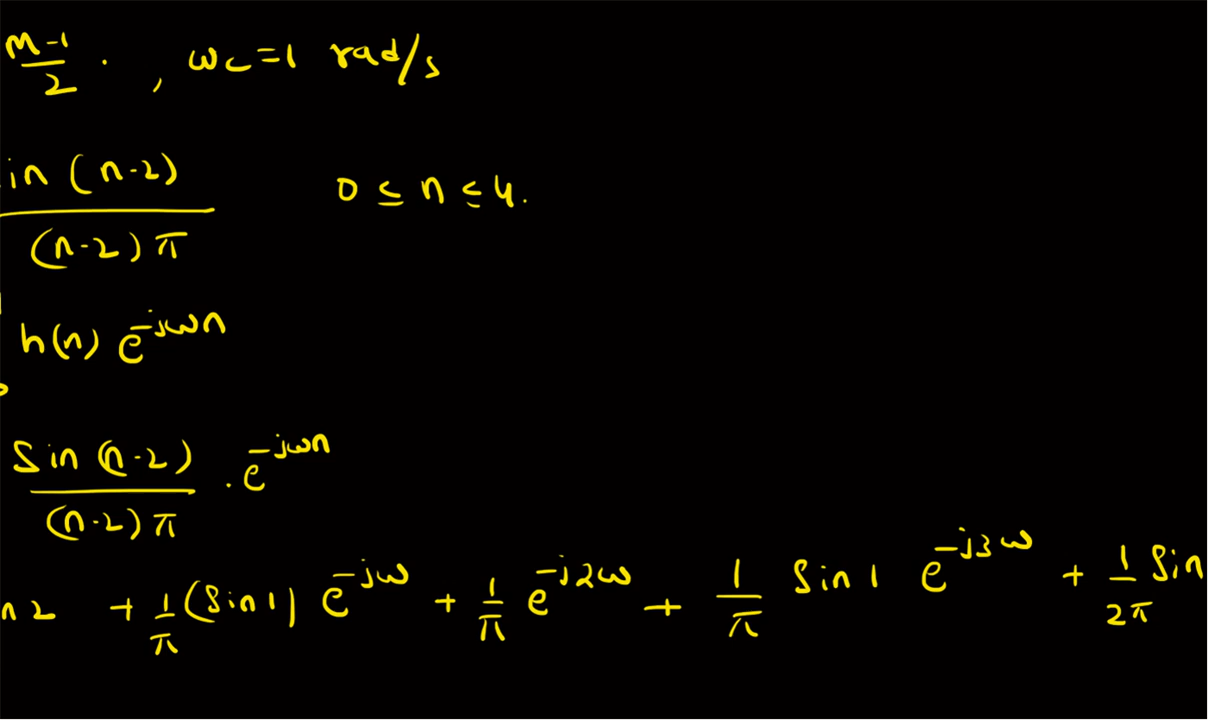 M-1
2 . , ωc=1 rad/s
in (n-2)
(n-2) π
0 ≤ n ≤ 4.
h(n) e^-jωn
Sin (n-2) . e^-jωn
(n-2) π
n 2 + 1/π (Sin 1) e^-jω + 1/π e^-j2ω + 1/π Sin 1 e^-j3ω + 1/2π Sin